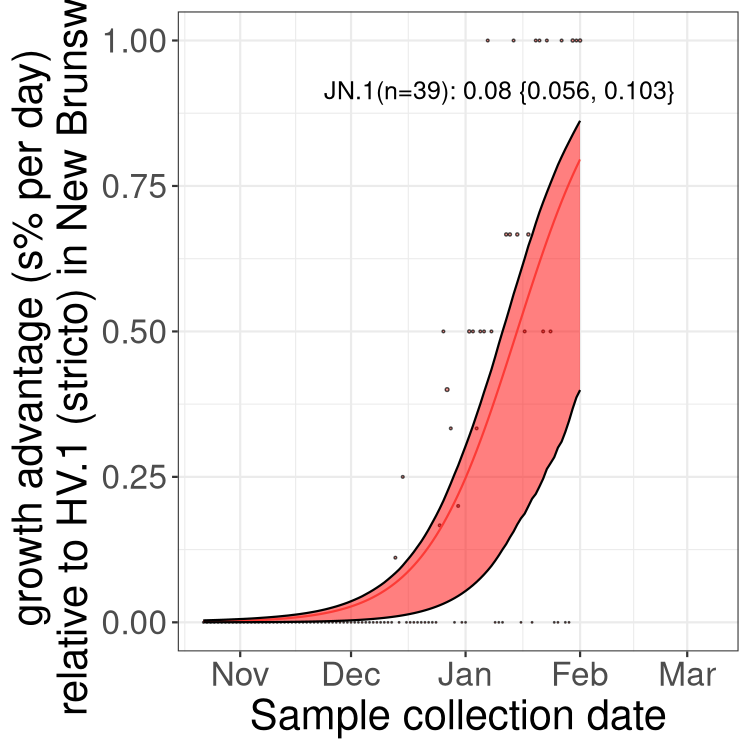 growth advantage (s% per day)
relative to HV.1 (stricto) in New Brunsw
1.00
0.75
0.50
0.25
0.00
JN.1(n=39): 0.08 {0.056, 0.103}
Nov Dec Jan Feb Mar
Sample collection date